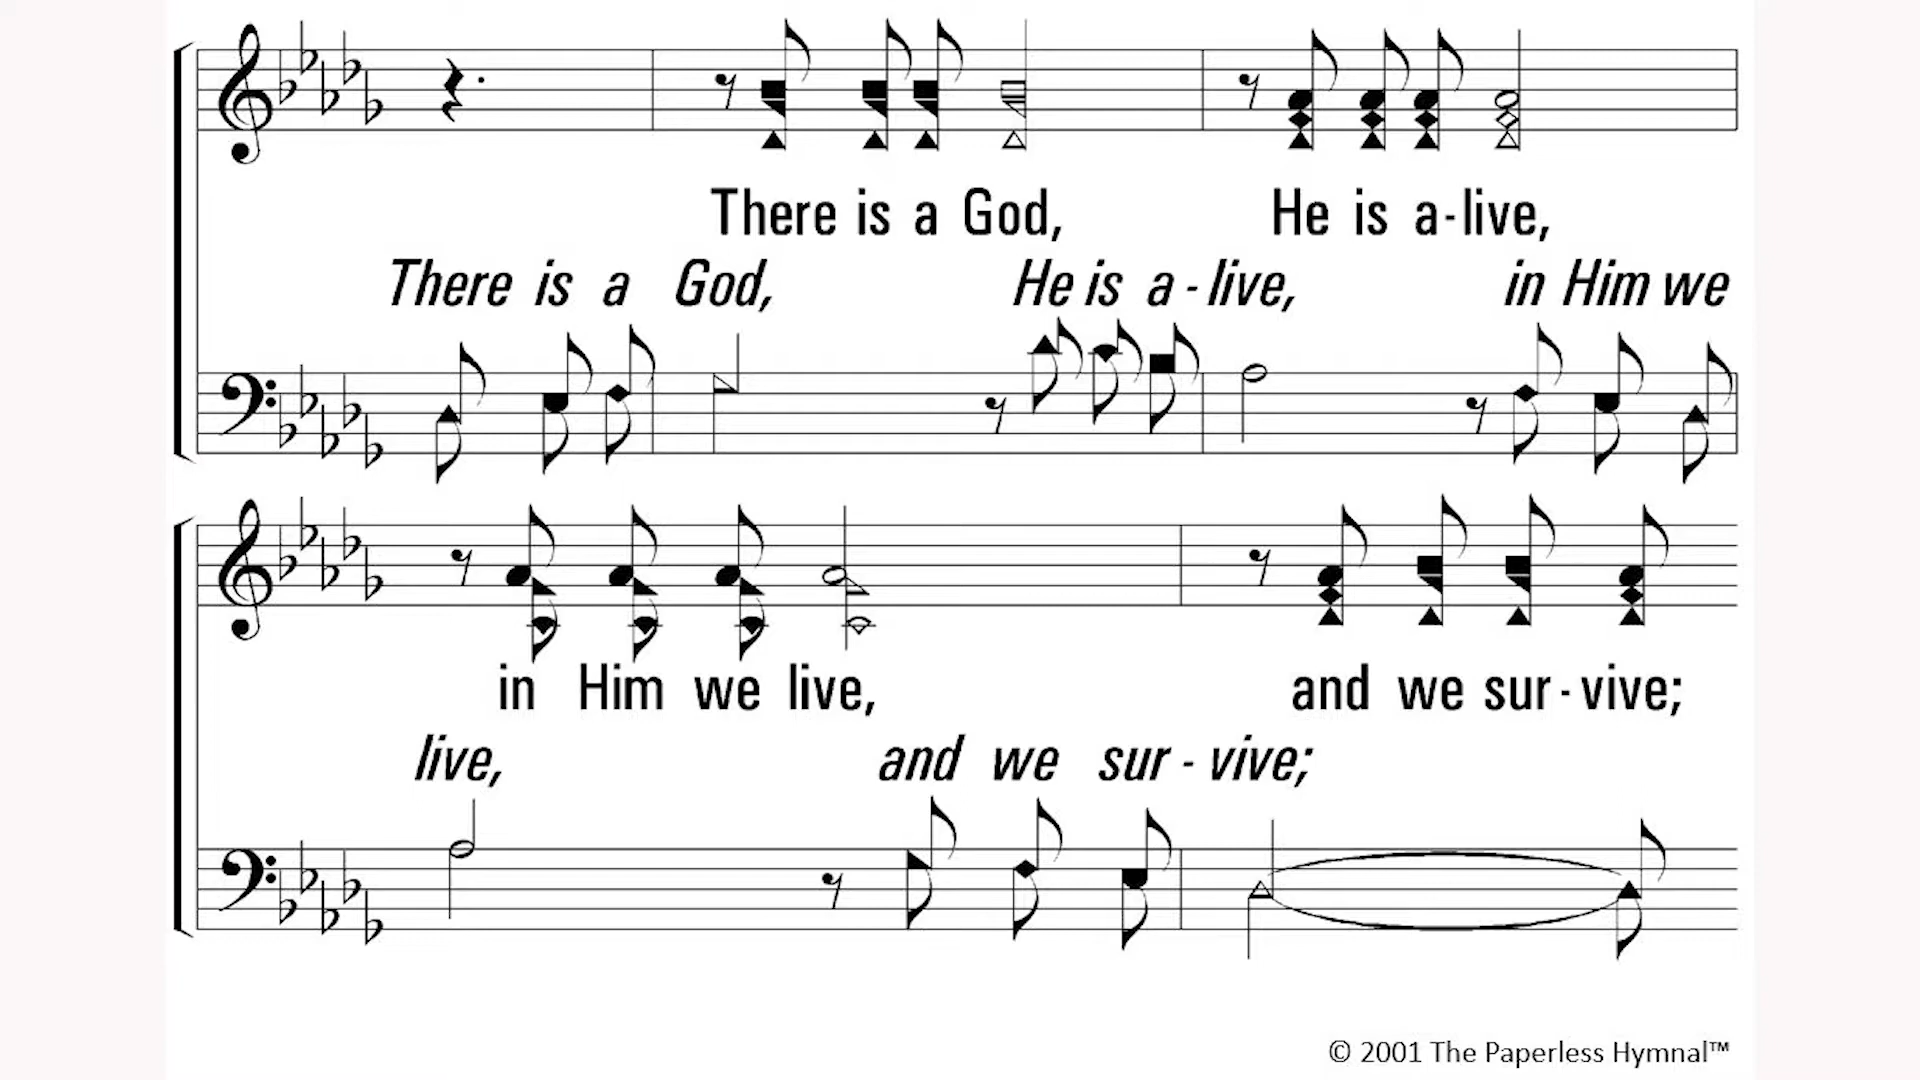 There is a God, He is a-live,
There is a God, He is a-live, in Him we
in Him we live, and we sur-vive;
live, and we sur-vive;
© 2001 The Paperless Hymnal™